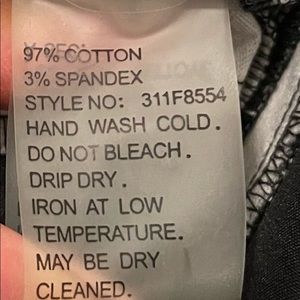 97% COTTON
3% SPANDEX
STYLE NO: 311F8554
HAND WASH COLD.
DO NOT BLEACH.
DRIP DRY.
IRON AT LOW
TEMPERATURE.
MAY BE DRY
CLEANED.